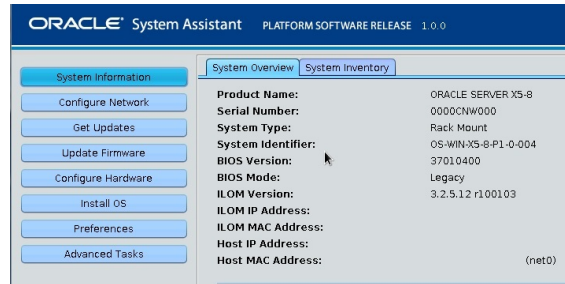 ORACLE System Assistant PLATFORM SOFTWARE RELEASE 1.0.0
System Information
Configure Network
Get Updates
Update Firmware
Configure Hardware
Install OS
Preferences
Advanced Tasks
System Overview System Inventory
Product Name: ORACLE SERVER X5-8
Serial Number: 0000CNW000
System Type: Rack Mount
System Identifier: OS-WIN-X5-8-P1-0-004
BIOS Version: 37010400
BIOS Mode: Legacy
ILOM Version: 3.2.5.12 r100103
ILOM IP Address:
ILOM MAC Address:
Host IP Address:
Host MAC Address: (net0)